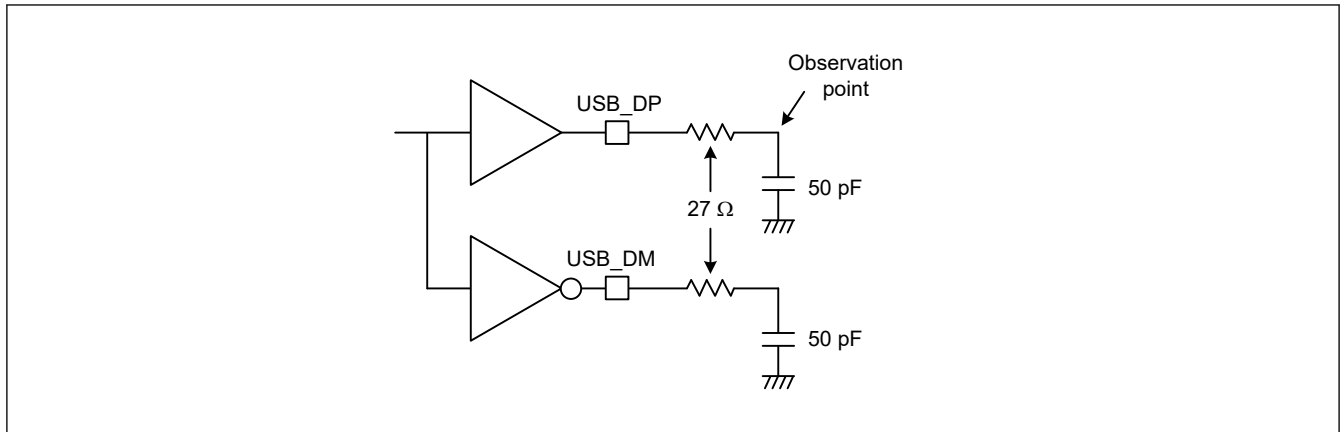 Observation
point
USB_DP
50 pF
27 Ω
USB_DM
50 pF